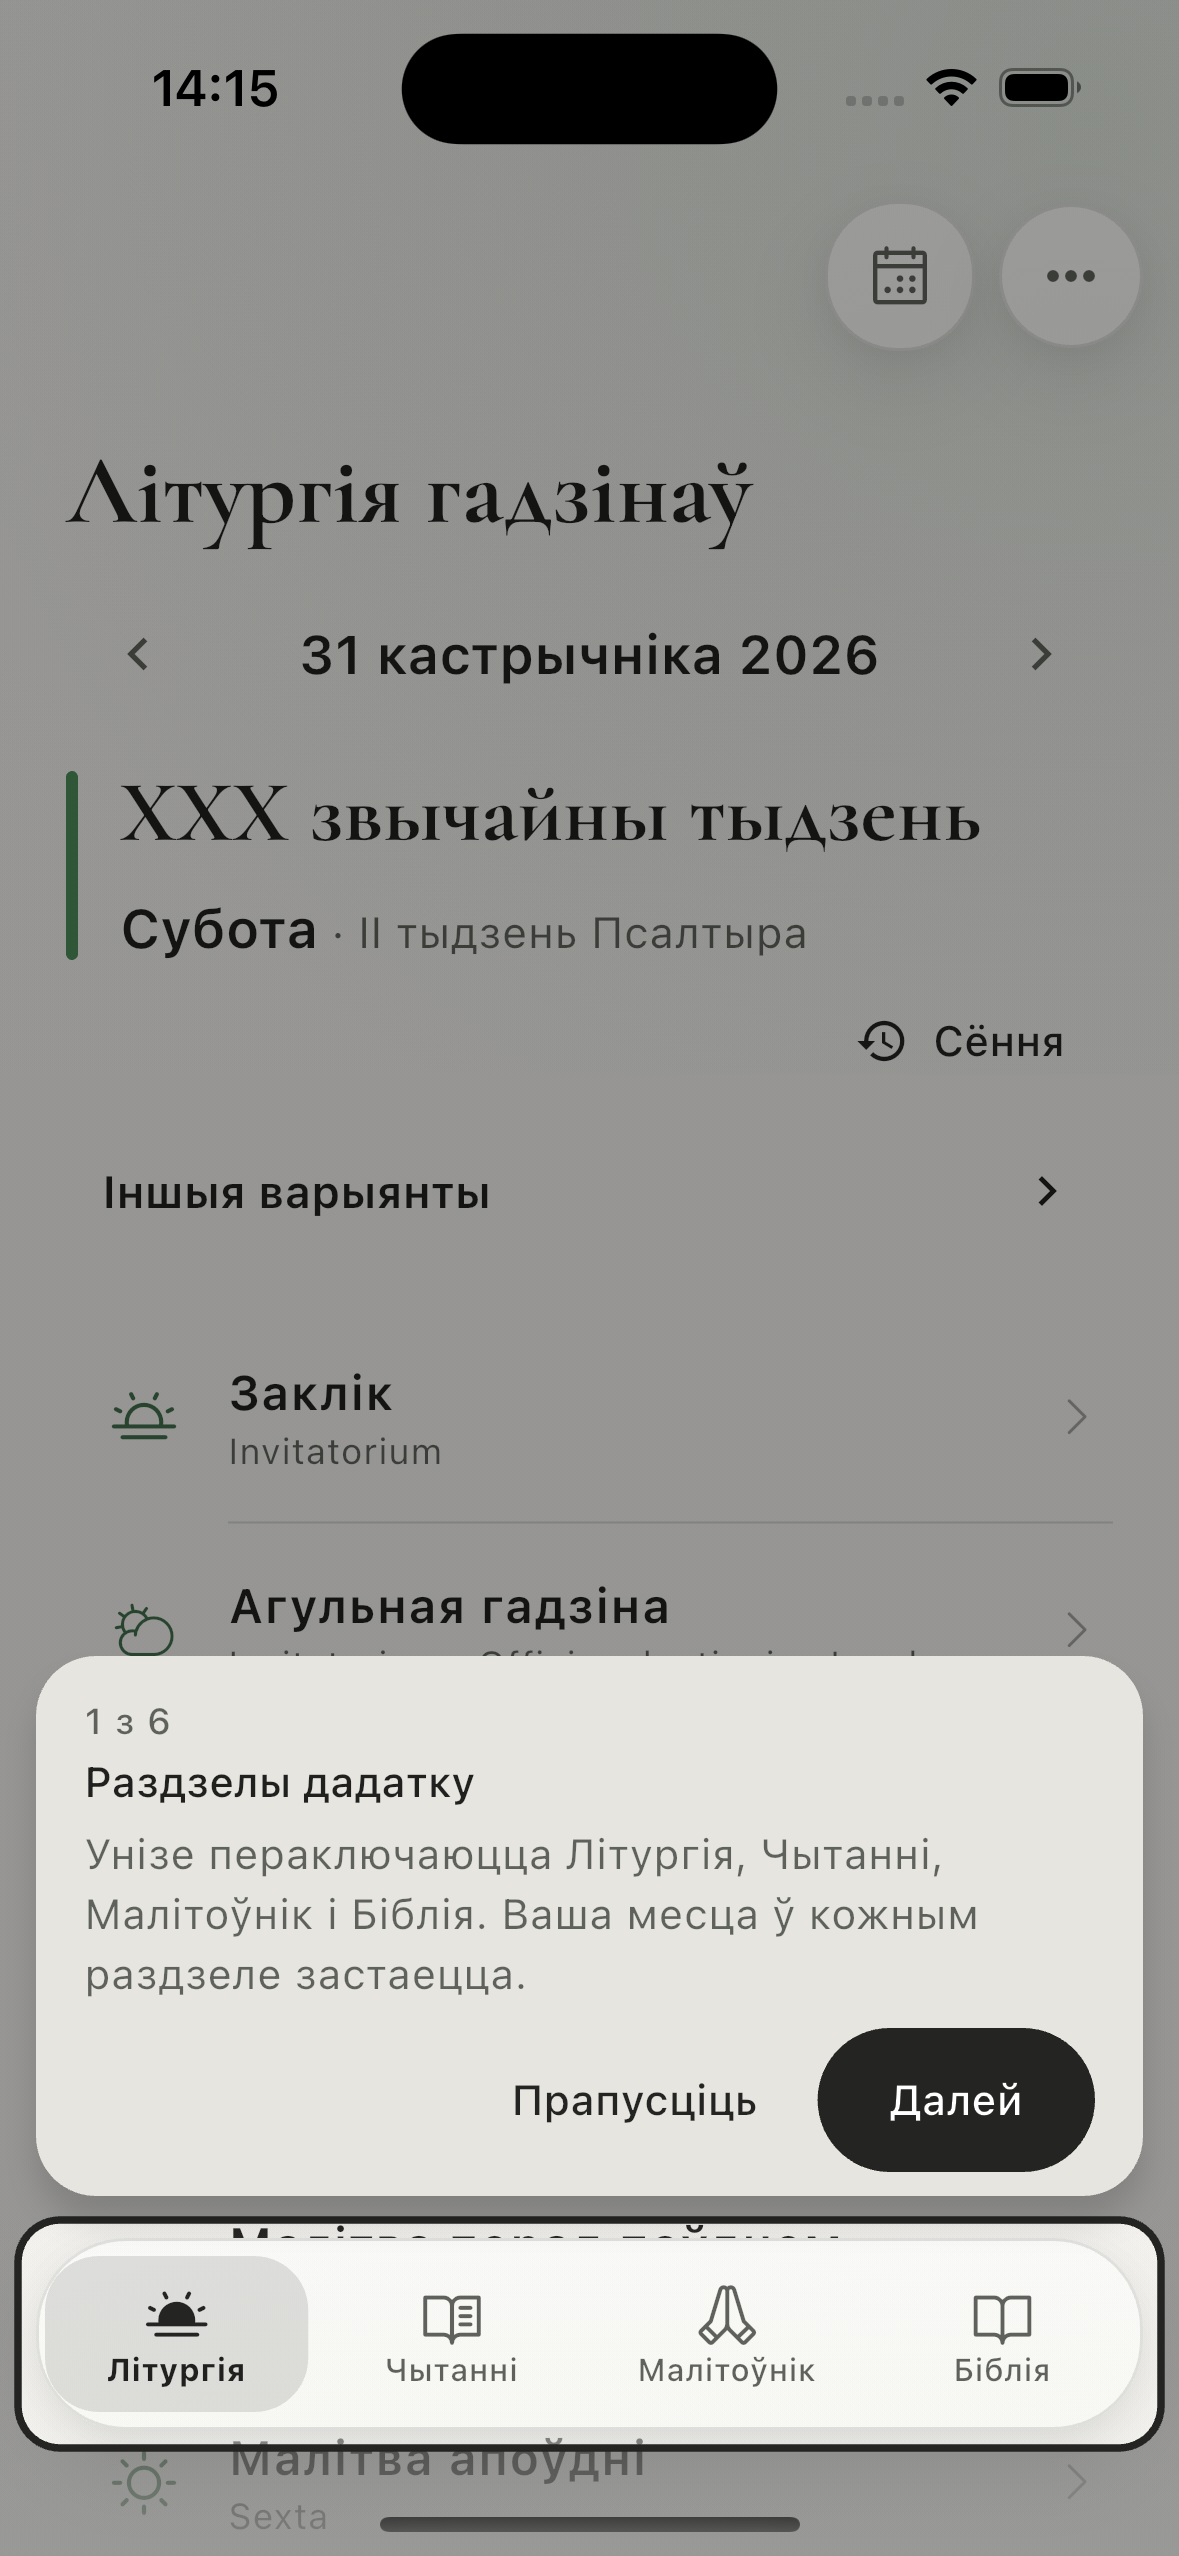 14:15
Літургія гадзінаў
31 кастрычніка 2026
XXX звычайны тыдзень
Субота · II тыдзень Псалтыра
Сёння
Іншыя варыянты
Заклік
Invitatorium
Агульная гадзіна
1 з 6
Раздзелы дадатку
Унізе пераключаюцца Літургія, Чытанні,
Малітоўнік і Біблія. Ваша месца ў кожным
раздзеле застаецца.
Прапусціць
Далей
Літургія
Чытанні
Малітоўнік
Біблія
Малітва апоўдні
Sexta